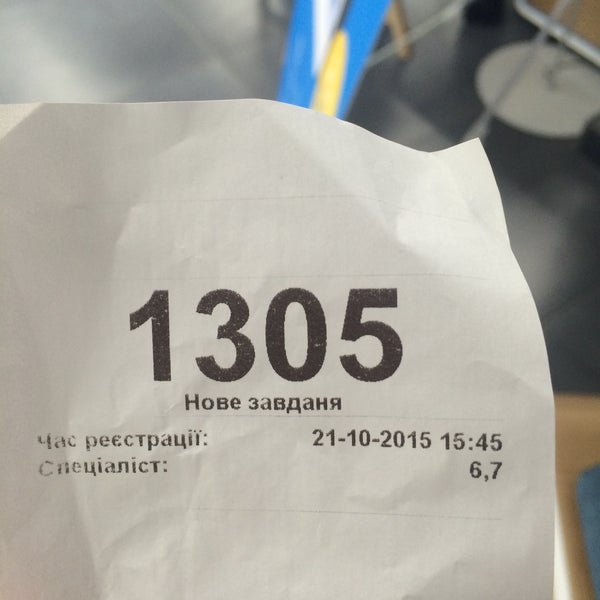 1305
Нове завданя
Час реєстрації: 21-10-2015 15:45
Спеціаліст: 6,7